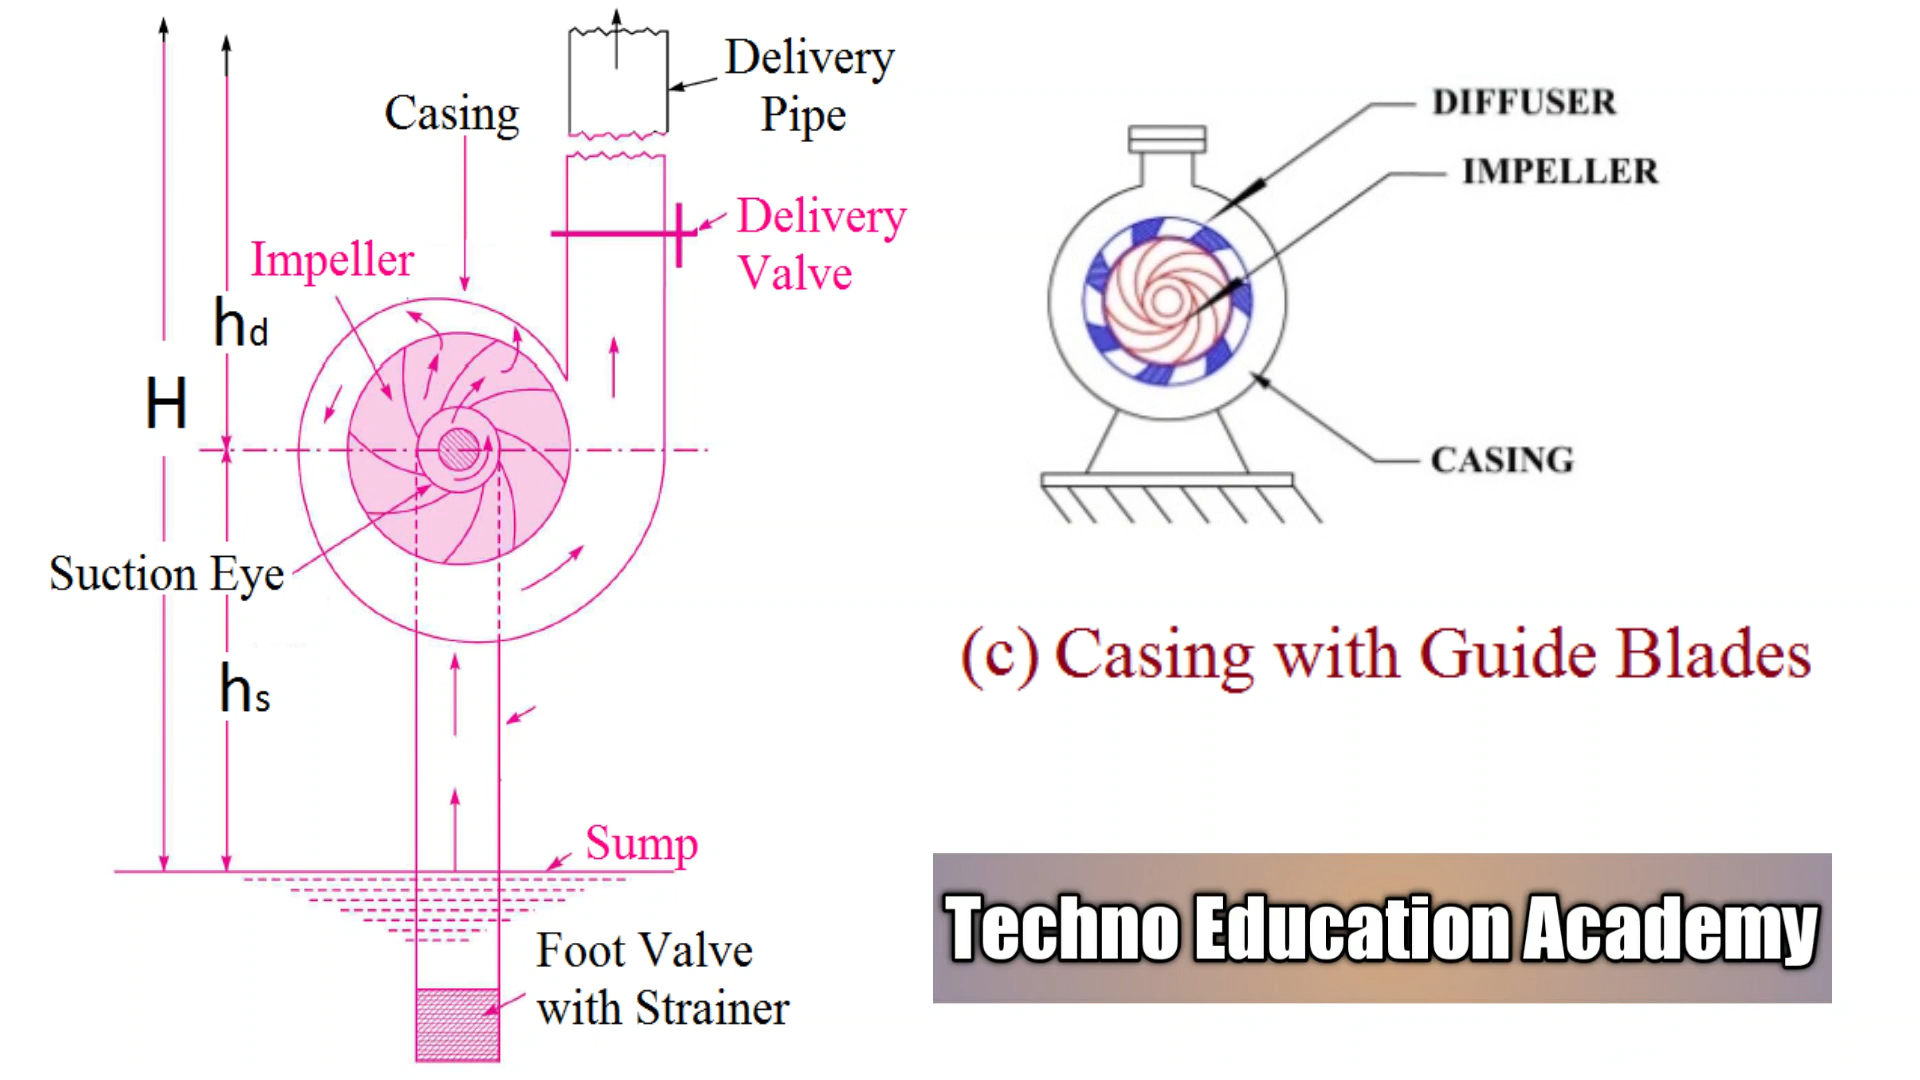 Delivery
Pipe
Casing
Delivery
Valve
Impeller
hd
H
Suction Eye
hs
Sump
Foot Valve
with Strainer
DIFFUSER
IMPELLER
CASING
(c) Casing with Guide Blades
Techno Education Academy